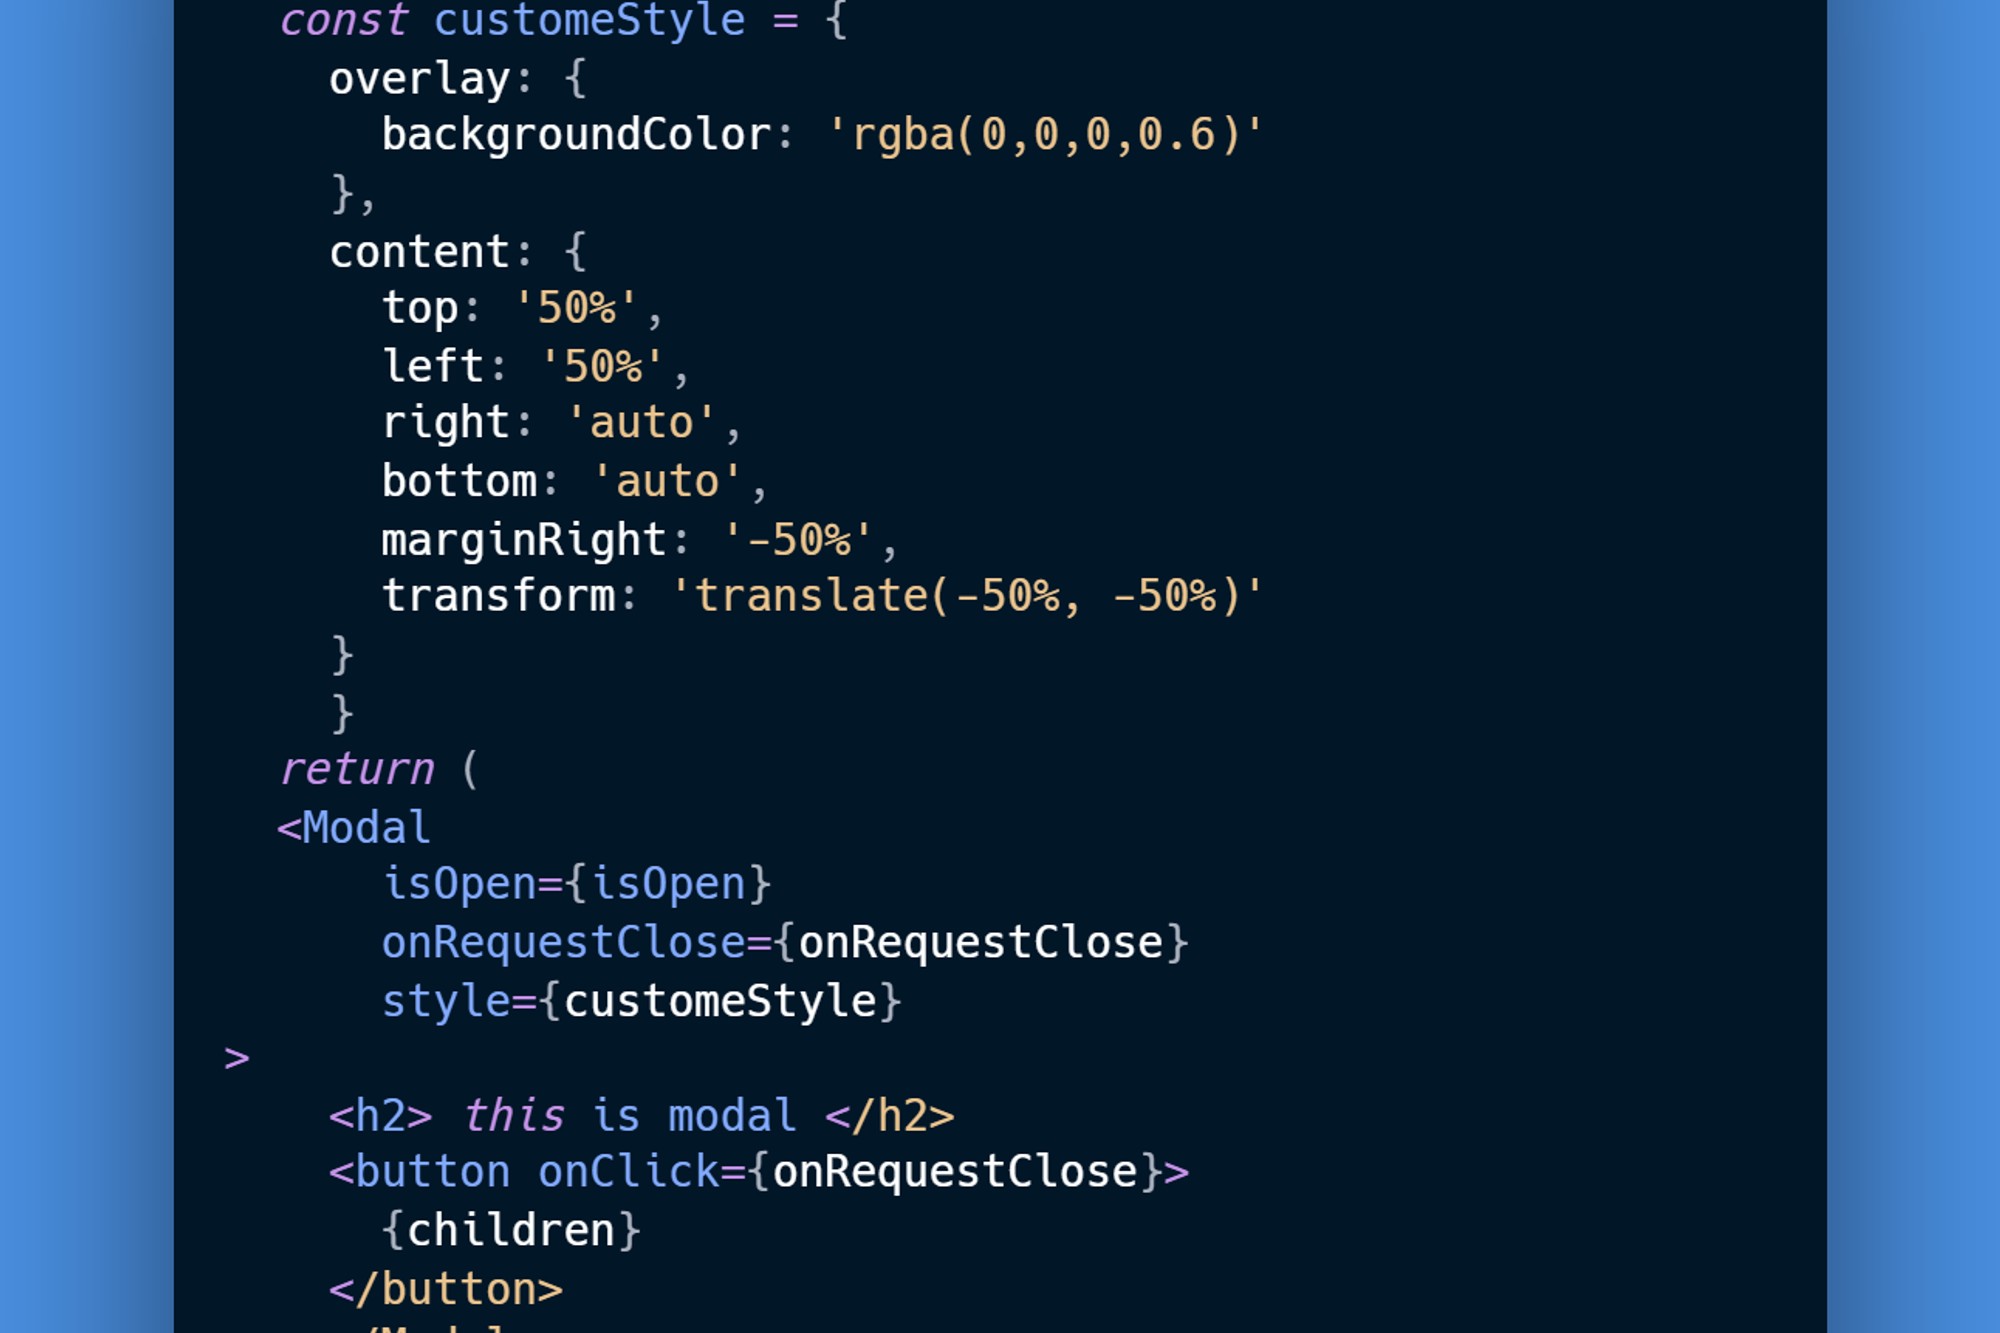 const customeStyle = {
overlay: {
backgroundColor: 'rgba(0,0,0,0.6)'
},
content: {
top: '50%',
left: '50%',
right: 'auto',
bottom: 'auto',
marginRight: '-50%',
transform: 'translate(-50%, -50%)'
}
}
return (
<Modal
isOpen={isOpen}
onRequestClose={onRequestClose}
style={customeStyle}
>
<h2> this is modal </h2>
<button onClick={onRequestClose}>
{children}
</button>